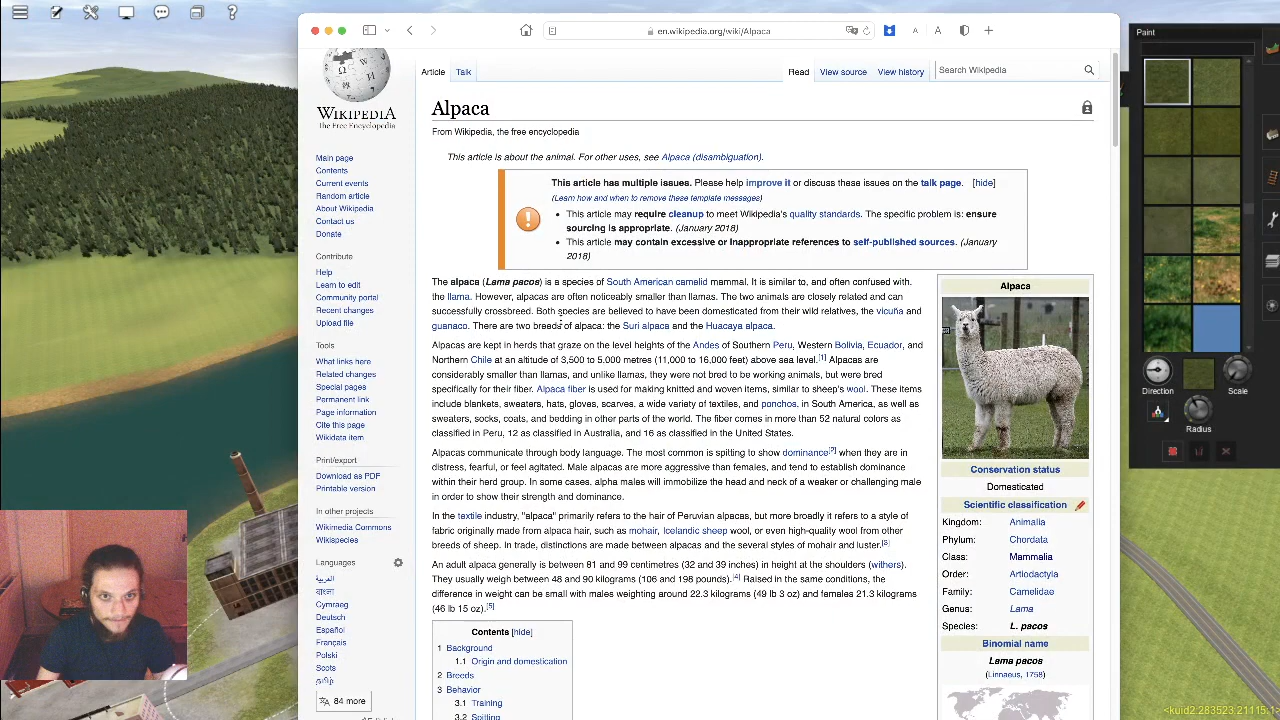 en.wikipedia.org/wiki/Alpaca
A
A
Paint
WIKIPEDIA
The Free Encyclopedia
Main page
Contents
Current events
Random article
About Wikipedia
Contact us
Donate
Contribute
Help
Learn to edit
Community portal
Recent changes
Upload file
Tools
What links here
Related changes
Special pages
Permanent link
Page information
Cite this page
Wikidata item
Print/export
Download as PDF
Printable version
In other projects
Wikimedia Commons
Wikispecies
Languages
العربية
বাংলা
Cymraeg
Deutsch
Español
Français
Polski
Scots
தமிழ்
84 more
Article Talk
Read View source View history
Search Wikipedia
Alpaca
From Wikipedia, the free encyclopedia
This article is about the animal. For other uses, see Alpaca (disambiguation).
This article has multiple issues. Please help improve it or discuss these issues on the talk page. [hide]
(Learn how and when to remove these template messages)
• This article may require cleanup to meet Wikipedia's quality standards. The specific problem is: ensure
sourcing is appropriate. (January 2018)
• This article may contain excessive or inappropriate references to self-published sources. (January
2018)
The alpaca (Lama pacos) is a species of South American camelid mammal. It is similar to, and often confused with,
the llama. However, alpacas are often noticeably smaller than llamas. The two animals are closely related and can
successfully crossbreed. Both species are believed to have been domesticated from their wild relatives, the vicuña and
guanaco. There are two breeds of alpaca: the Suri alpaca and the Huacaya alpaca.
Alpacas are kept in herds that graze on the level heights of the Andes of Southern Peru, Western Bolivia, Ecuador, and
Northern Chile at an altitude of 3,500 to 5,000 metres (11,000 to 16,000 feet) above sea level.[1] Alpacas are
considerably smaller than llamas, and unlike llamas, they were not bred to be working animals, but were bred
specifically for their fiber. Alpaca fiber is used for making knitted and woven items, similar to sheep's wool. These items
include blankets, sweaters, hats, gloves, scarves, a wide variety of textiles, and ponchos, in South America, as well as
sweaters, socks, coats, and bedding in other parts of the world. The fiber comes in more than 52 natural colors as
classified in Peru, 12 as classified in Australia, and 16 as classified in the United States.
Alpacas communicate through body language. The most common is spitting to show dominance[2] when they are in
distress, fearful, or feel agitated. Male alpacas are more aggressive than females, and tend to establish dominance
within their herd group. In some cases, alpha males will immobilize the head and neck of a weaker or challenging male
in order to show their strength and dominance.
In the textile industry, "alpaca" primarily refers to the hair of Peruvian alpacas, but more broadly it refers to a style of
fabric originally made from alpaca hair, such as mohair, Icelandic sheep wool, or even high-quality wool from other
breeds of sheep. In trade, distinctions are made between alpacas and the several styles of mohair and luster.[3]
An adult alpaca generally is between 81 and 99 centimetres (32 and 39 inches) in height at the shoulders (withers).
They usually weigh between 48 and 90 kilograms (106 and 198 pounds).[4] Raised in the same conditions, the
difference in weight can be small with males weighting around 22.3 kilograms (49 lb 3 oz) and females 21.3 kilograms
(46 lb 15 oz).[5]
Contents [hide]
1 Background
1.1 Origin and domestication
2 Breeds
3 Behavior
3.1 Training
3.2 Spitting
Alpaca
Conservation status
Domesticated
Scientific classification
Kingdom: Animalia
Phylum: Chordata
Class: Mammalia
Order: Artiodactyla
Family: Camelidae
Genus: Lama
Species: L. pacos
Binomial name
Lama pacos
(Linnaeus, 1758)
Direction
Scale
Radius